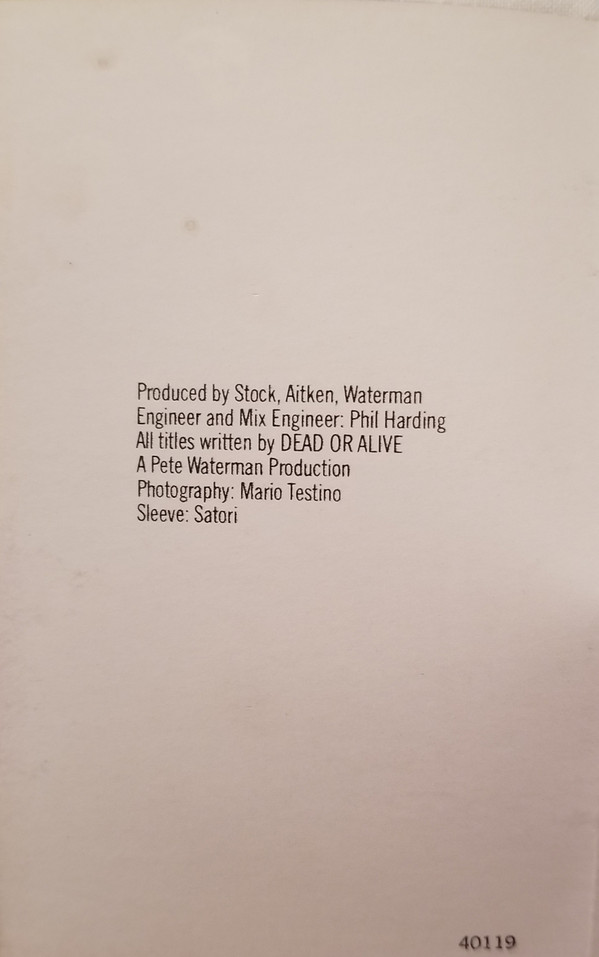 Produced by Stock, Aitken, Waterman
Engineer and Mix Engineer: Phil Harding
All titles written by DEAD OR ALIVE
A Pete Waterman Production
Photography: Mario Testino
Sleeve: Satori
40119